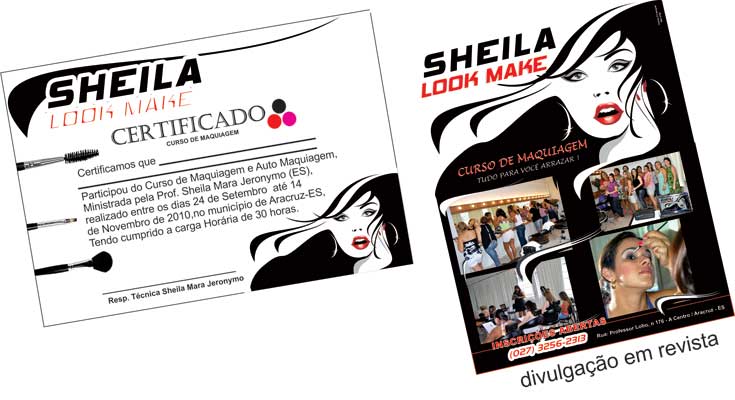 SHEILA
LOOK MAKE
CERTIFICADO
CURSO DE MAQUIAGEM
Certificamos que
Participou do Curso de Maquiagem e Auto Maquiagem,
Ministrada pela Prof. Sheila Mara Jeronymo (ES),
realizado entre os dias 24 de Setembro até 14
de Novembro de 2010,no município de Aracruz-ES,
Tendo cumprido a carga Horária de 30 horas.
Resp. Técnica Sheila Mara Jeronymo
SHEILA
LOOK MAKE
CURSO DE MAQUIAGEM
TUDO PARA VOCÊ ARRAZAR !
INSCRIÇÕES ABERTAS
(027) 3256-2313
Rua: Professor Lobo, n 176 - A Centro / Aracruz - ES
divulgação em revista